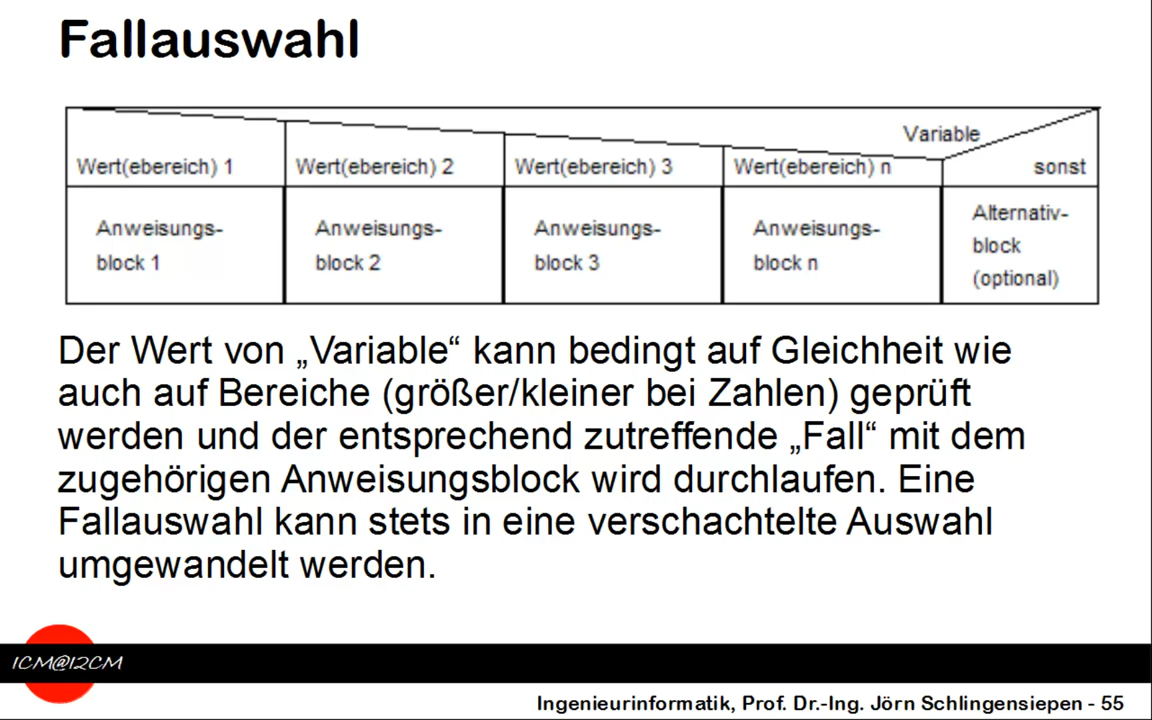 Fallauswahl
Variable
Wert(ebereich) 1 Wert(ebereich) 2 Wert(ebereich) 3 Wert(ebereich) n sonst
Anweisungs-
block 1
Anweisungs-
block 2
Anweisungs-
block 3
Anweisungs-
block n
Alternativ-
block
(optional)
Der Wert von „Variable“ kann bedingt auf Gleichheit wie
auch auf Bereiche (größer/kleiner bei Zahlen) geprüft
werden und der entsprechend zutreffende „Fall“ mit dem
zugehörigen Anweisungsblock wird durchlaufen. Eine
Fallauswahl kann stets in eine verschachtelte Auswahl
umgewandelt werden.
1CM@12CM
Ingenieurinformatik, Prof. Dr.-Ing. Jörn Schlingensiepen - 55